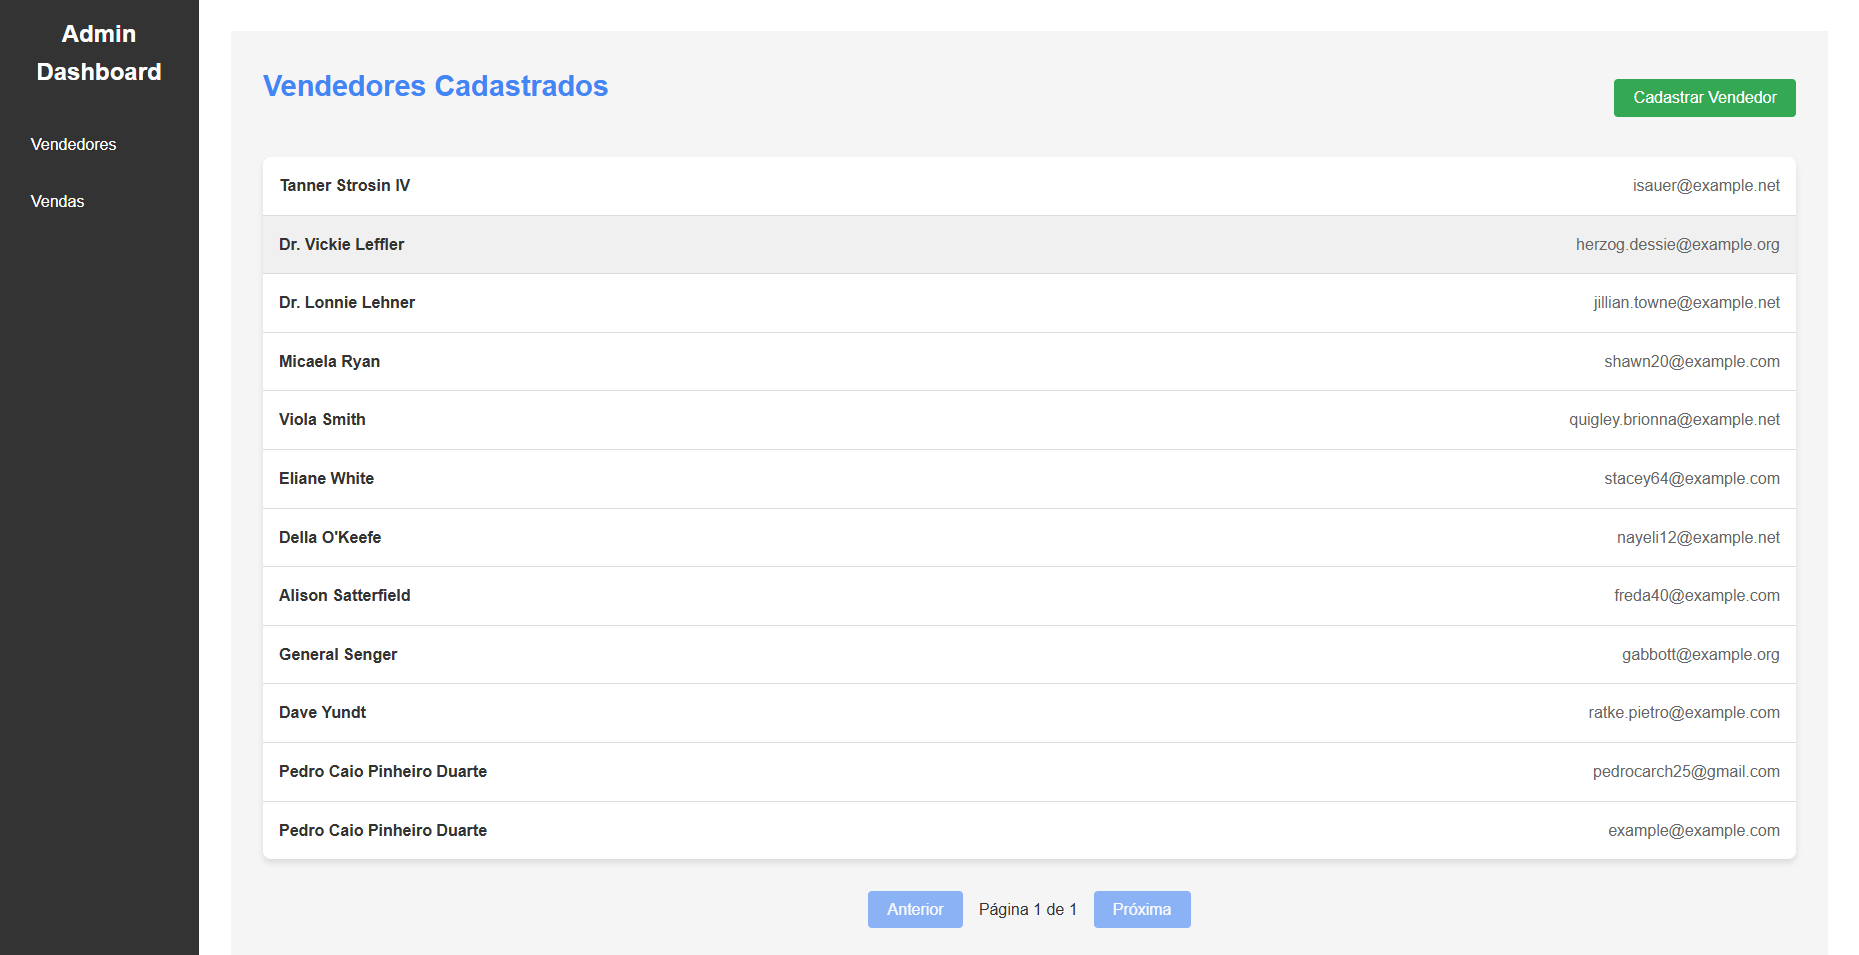 Admin
Dashboard
Vendedores
Vendas
Vendedores Cadastrados
Cadastrar Vendedor
Tanner Strosin IV isauer@example.net
Dr. Vickie Leffler herzog.dessie@example.org
Dr. Lonnie Lehner jillian.towne@example.net
Micaela Ryan shawn20@example.com
Viola Smith quigley.brionna@example.net
Eliane White stacey64@example.com
Della O'Keefe nayeli12@example.net
Alison Satterfield freda40@example.com
General Senger gabbott@example.org
Dave Yundt ratke.pietro@example.com
Pedro Caio Pinheiro Duarte pedrocarch25@gmail.com
Pedro Caio Pinheiro Duarte example@example.com
Anterior Página 1 de 1 Próxima